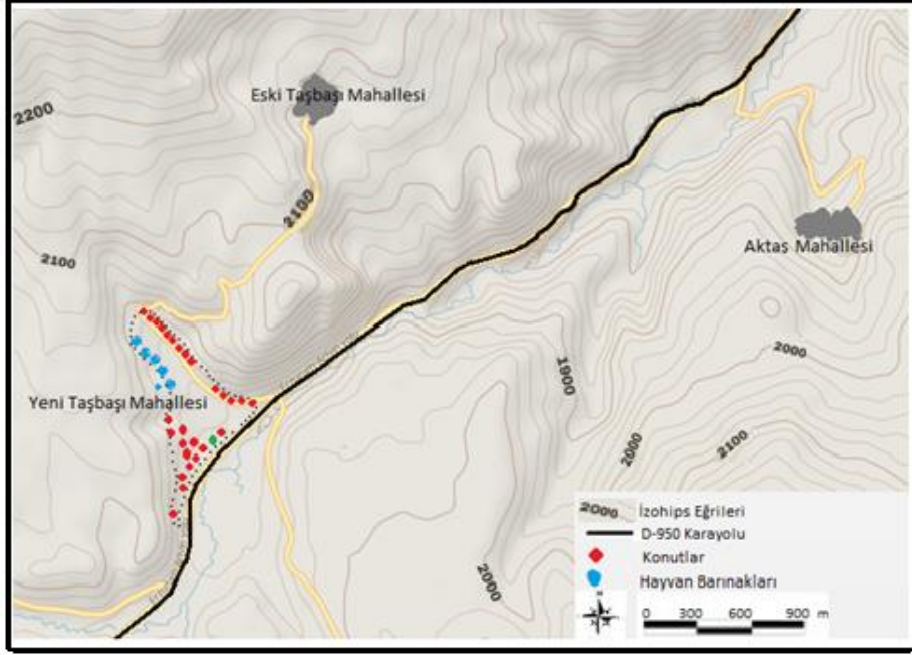 Eski Taşbaşı Mahallesi
2200
2100
Aktaş Mahallesi
2100
2000
1900
Yeni Taşbaşı Mahallesi
2000
2100
2000
2000 İzohips Eğrileri
D-950 Karayolu
Konutlar
Hayvan Barınakları
0 300 600 900 m